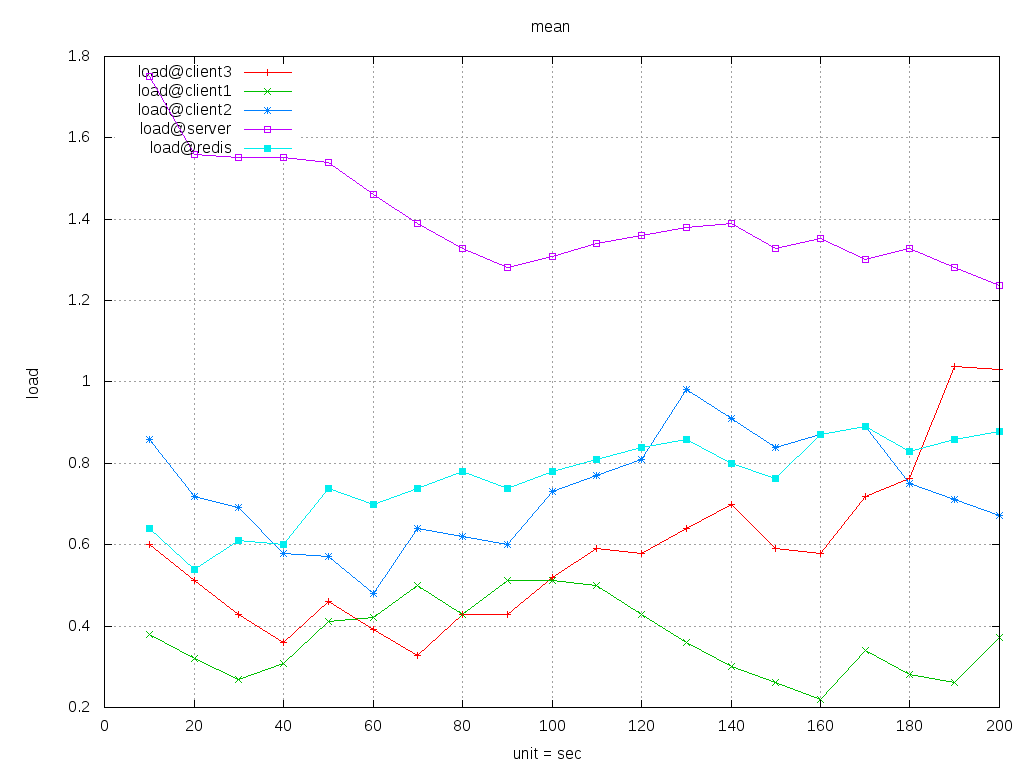 mean
1.8
load@client3
load@client1
load@client2
load@server
load@redis
1.6
1.4
1.2
1
0.8
0.6
0.4
0.2
load
0 20 40 60 80 100 120 140 160 180 200
unit = sec